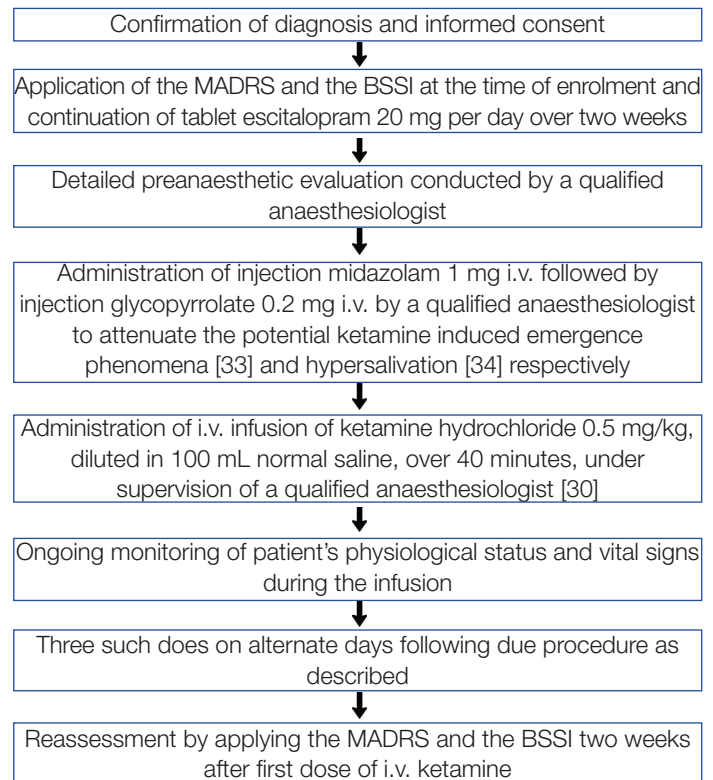 Confirmation of diagnosis and informed consent
Application of the MADRS and the BSSI at the time of enrolment and
continuation of tablet escitalopram 20 mg per day over two weeks
Detailed preanaesthetic evaluation conducted by a qualified
anaesthesiologist
Administration of injection midazolam 1 mg i.v. followed by
injection glycopyrrolate 0.2 mg i.v. by a qualified anaesthesiologist
to attenuate the potential ketamine induced emergence
phenomena [33] and hypersalivation [34] respectively
Administration of i.v. infusion of ketamine hydrochloride 0.5 mg/kg,
diluted in 100 mL normal saline, over 40 minutes, under
supervision of a qualified anaesthesiologist [30]
Ongoing monitoring of patient's physiological status and vital signs
during the infusion
Three such does on alternate days following due procedure as
described
Reassessment by applying the MADRS and the BSSI two weeks
after first dose of i.v. ketamine